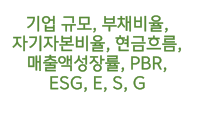 기업 규모, 부채비율,
자기자본비율, 현금흐름,
매출액성장률, PBR,
ESG, E, S, G